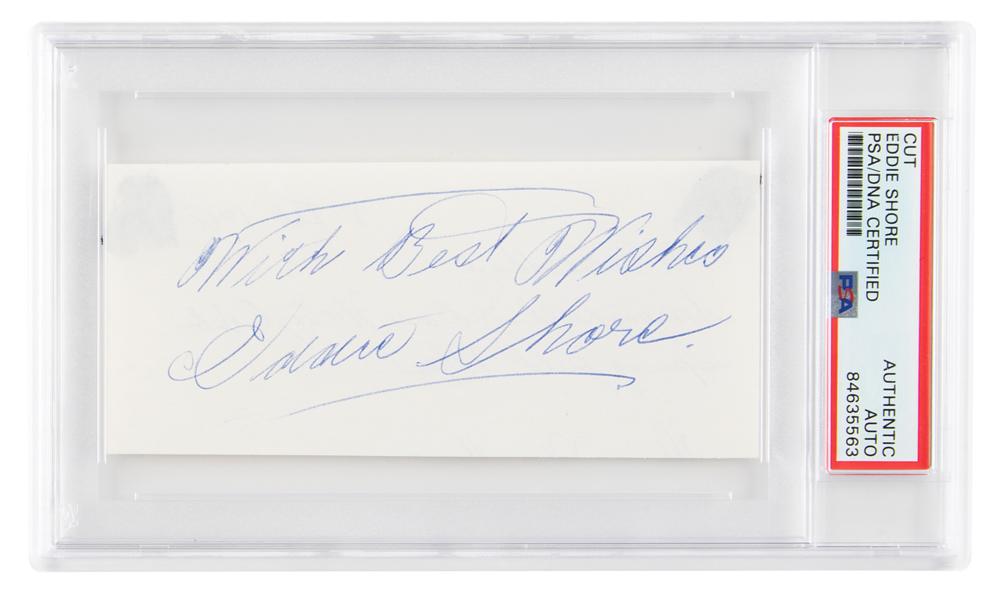 With Best Wishes
Eddie Shore.
CUT
EDDIE SHORE
PSA/DNA CERTIFIED
PSA
AUTHENTIC
AUTO
84635563